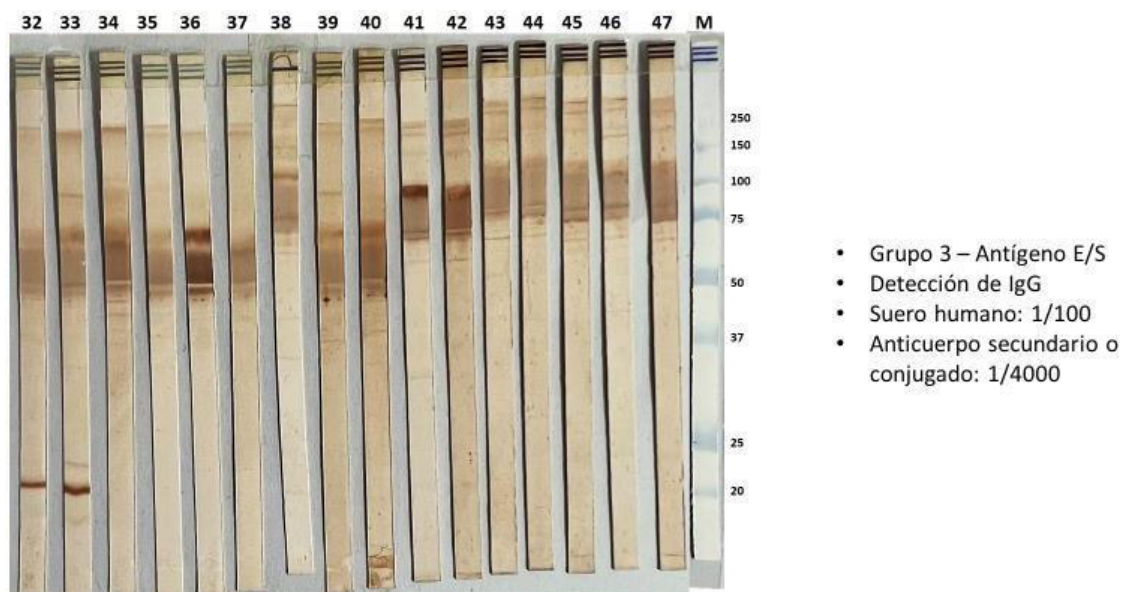 32 33 34 35 36 37 38 39 40 41 42 43 44 45 46 47 M
250
150
100
75
50
37
25
20
• Grupo 3 – Antígeno E/S
• Detección de IgG
• Suero humano: 1/100
• Anticuerpo secundario o
conjugado: 1/4000